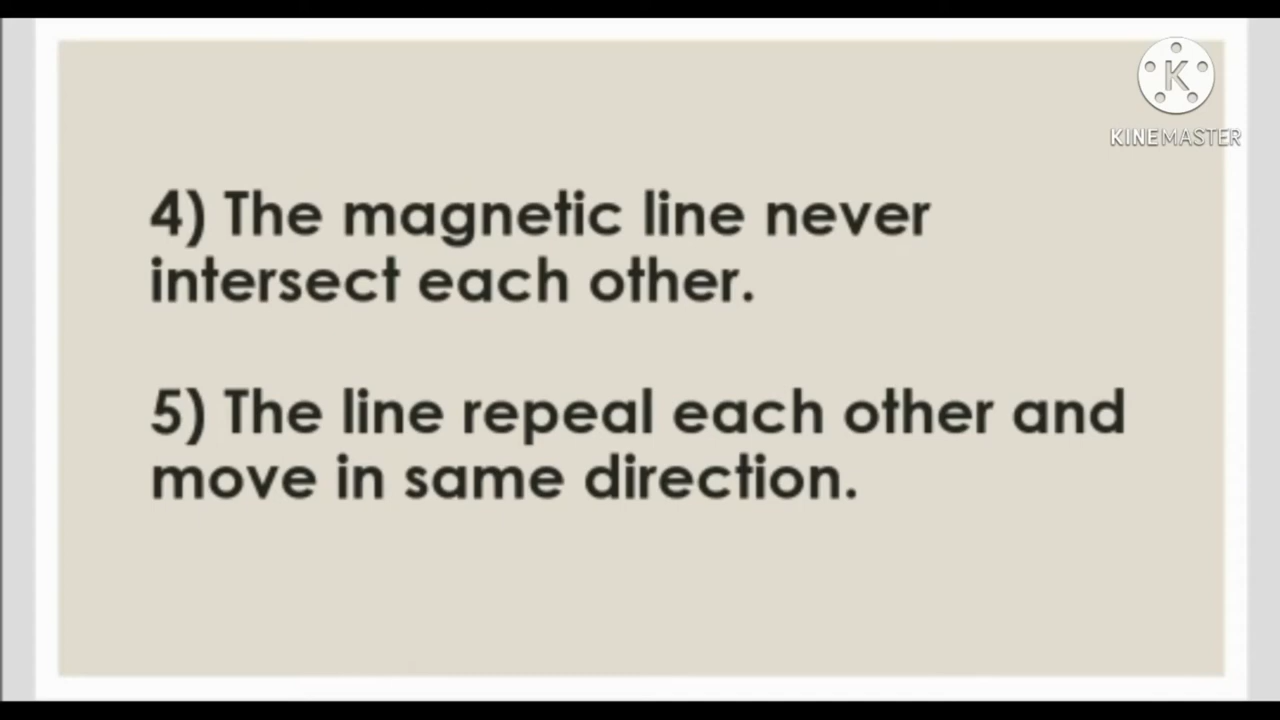 K
KINEMASTER
4) The magnetic line never
intersect each other.
5) The line repeal each other and
move in same direction.